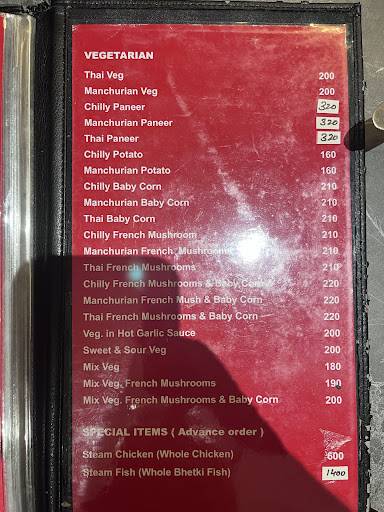 VEGETARIAN
Thai Veg 200
Manchurian Veg 200
Chilly Paneer 320
Manchurian Paneer 320
Thai Paneer 320
Chilly Potato 160
Manchurian Potato 160
Chilly Baby Corn 210
Manchurian Baby Corn 210
Thai Baby Corn 210
Chilly French Mushroom 210
Manchurian French Mushrooms 210
Thai French Mushrooms 210
Chilly French Mushrooms & Baby Corn 220
Manchurian French Mush & Baby Corn 220
Thai French Mushrooms & Baby Corn 220
Veg. in Hot Garlic Sauce 200
Sweet & Sour Veg 200
Mix Veg 180
Mix Veg. French Mushrooms 190
Mix Veg. French Mushrooms & Baby Corn 200
SPECIAL ITEMS ( Advance order )
Steam Chicken (Whole Chicken) 600
Steam Fish (Whole Bhetki Fish) 1400